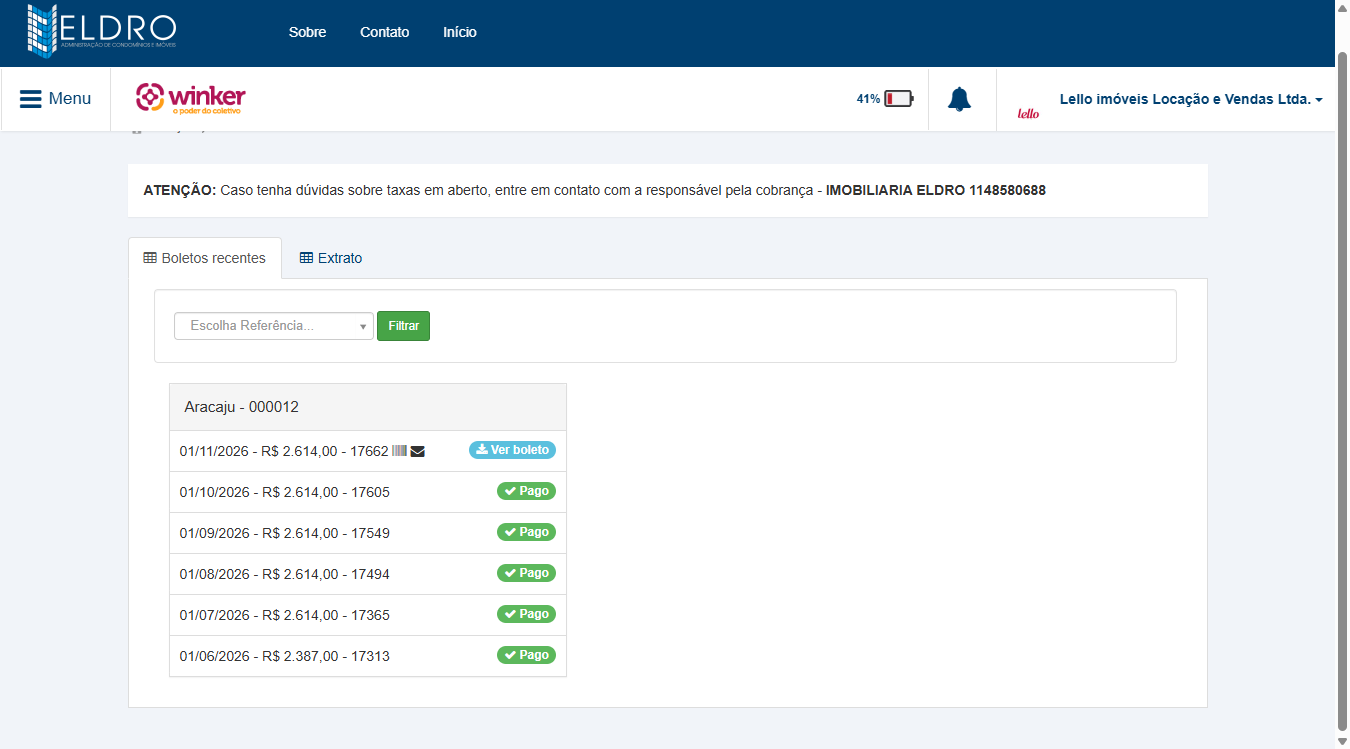 ELDRO
ADMINISTRAÇÃO DE CONDOMÍNIOS E IMÓVEIS
Sobre Contato Início
Menu
winker
o poder do coletivo
41%
lello
Lello imóveis Locação e Vendas Ltda.
ATENÇÃO: Caso tenha dúvidas sobre taxas em aberto, entre em contato com a responsável pela cobrança - IMOBILIARIA ELDRO 1148580688
Boletos recentes Extrato
Escolha Referência... Filtrar
Aracaju - 000012
01/11/2026 - R$ 2.614,00 - 17662 Ver boleto
01/10/2026 - R$ 2.614,00 - 17605 Pago
01/09/2026 - R$ 2.614,00 - 17549 Pago
01/08/2026 - R$ 2.614,00 - 17494 Pago
01/07/2026 - R$ 2.614,00 - 17365 Pago
01/06/2026 - R$ 2.387,00 - 17313 Pago